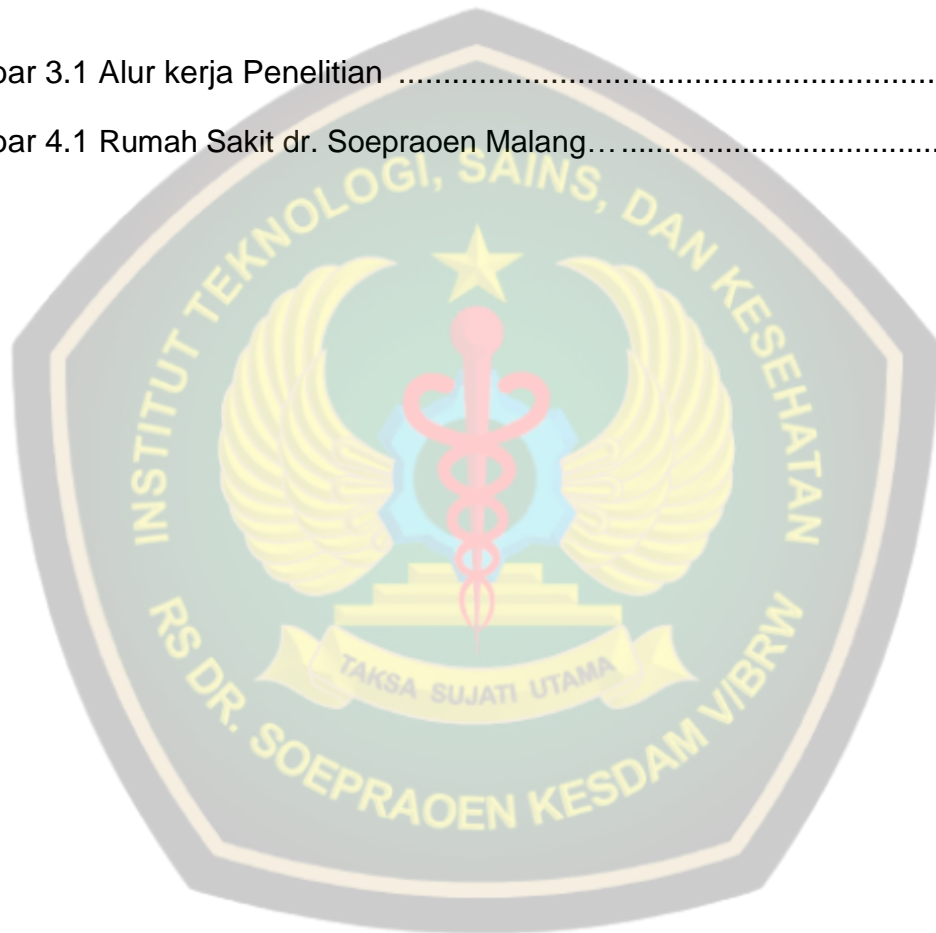 bar 3.1 Alur kerja Penelitian ..............................................................
bar 4.1 Rumah Sakit dr. Soepraoen Malang.......................................
INSTITUT TEKNOLOGI, SAINS, DAN KESEHATAN
TAKSA SUJATI UTAMA
RS DR. SOEPRAOEN KESDAM V/BRW